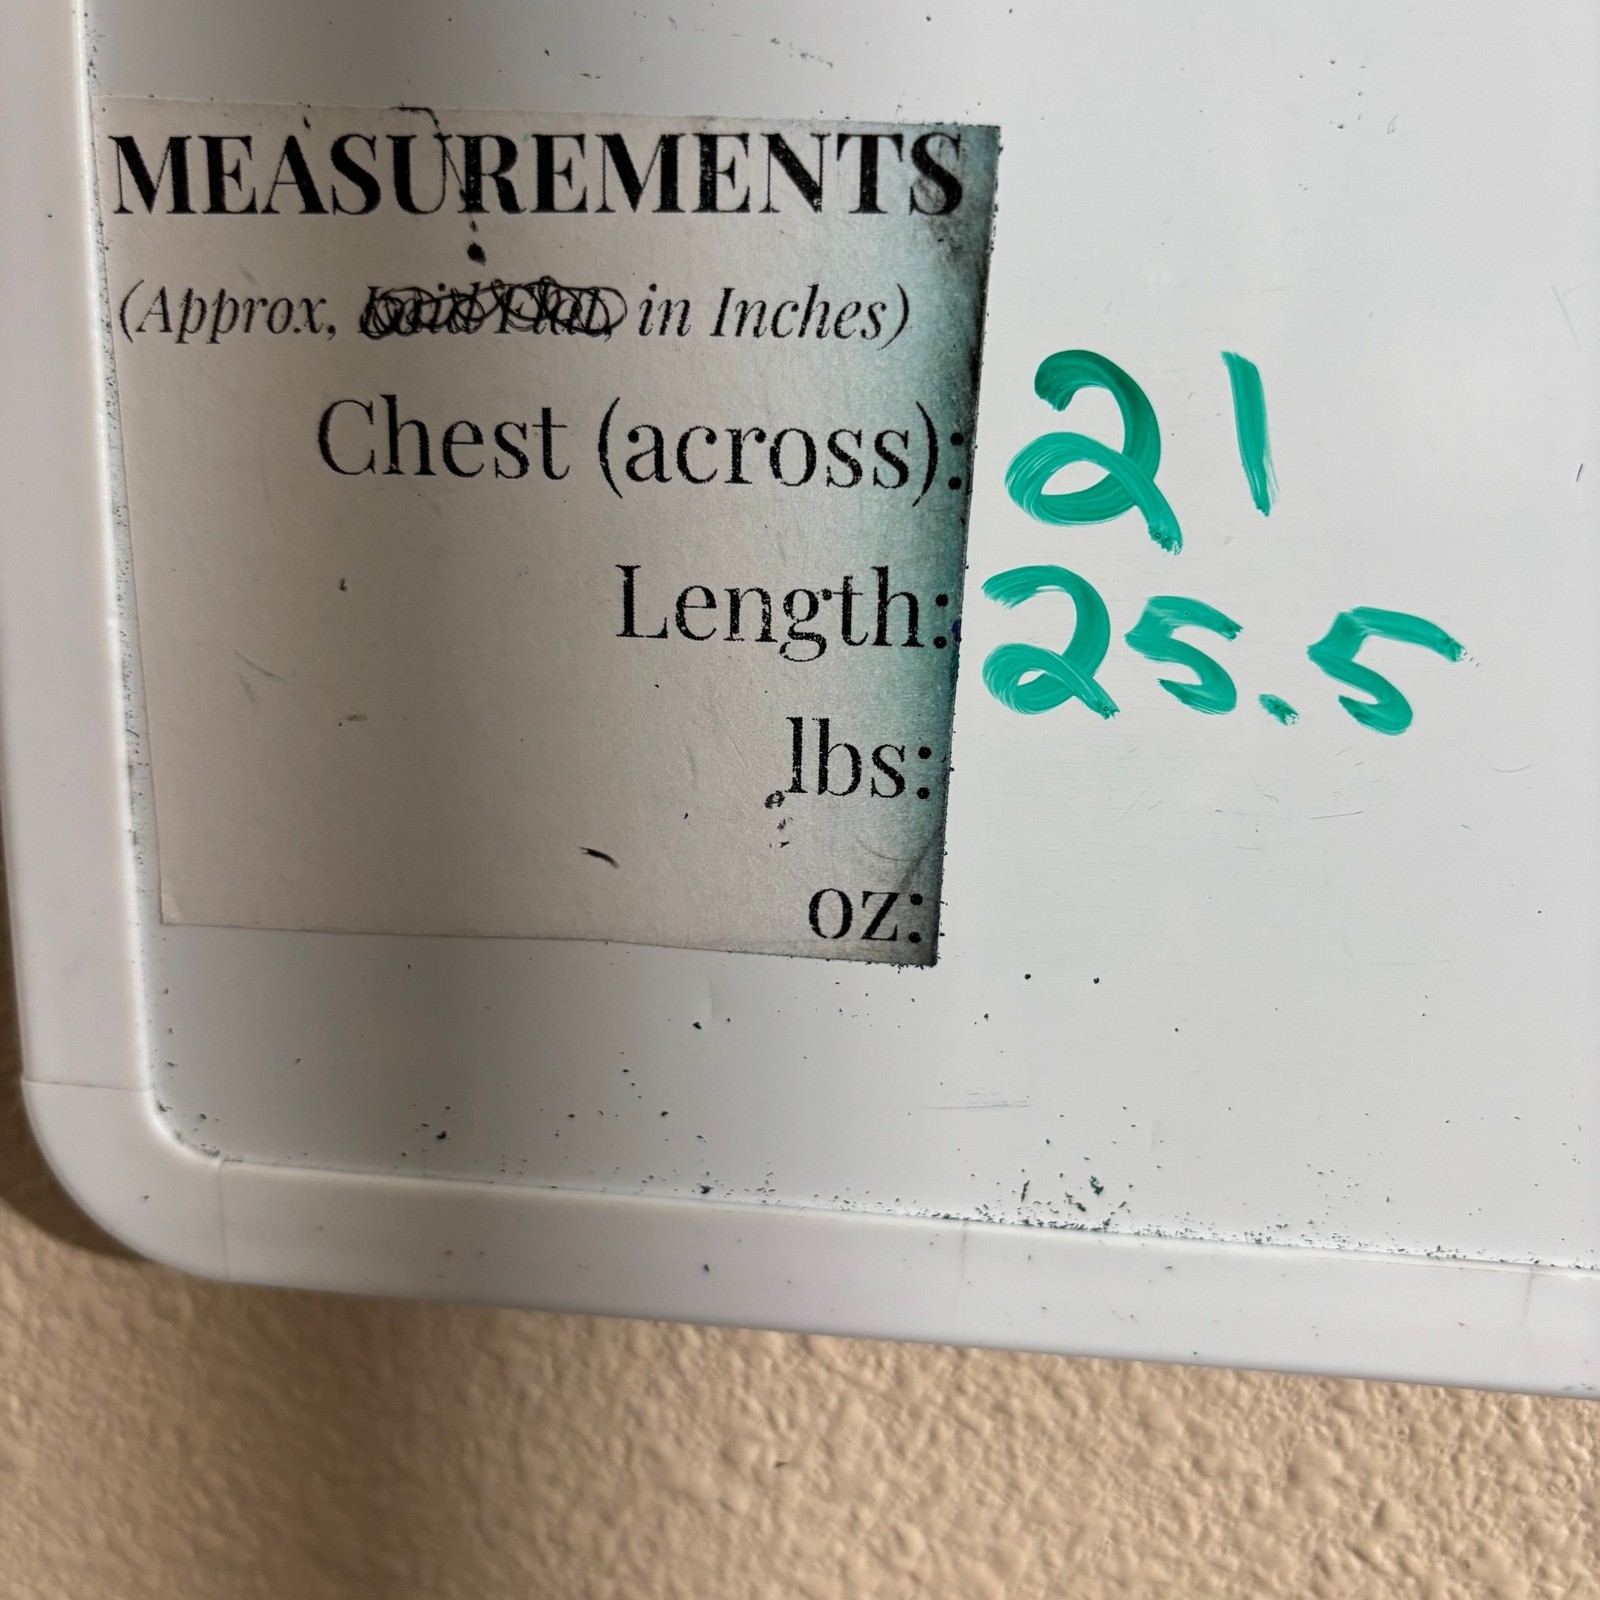 MEASUREMENTS
(Approx, in Inches)
Chest (across): 21
Length: 25.5
lbs:
oz: